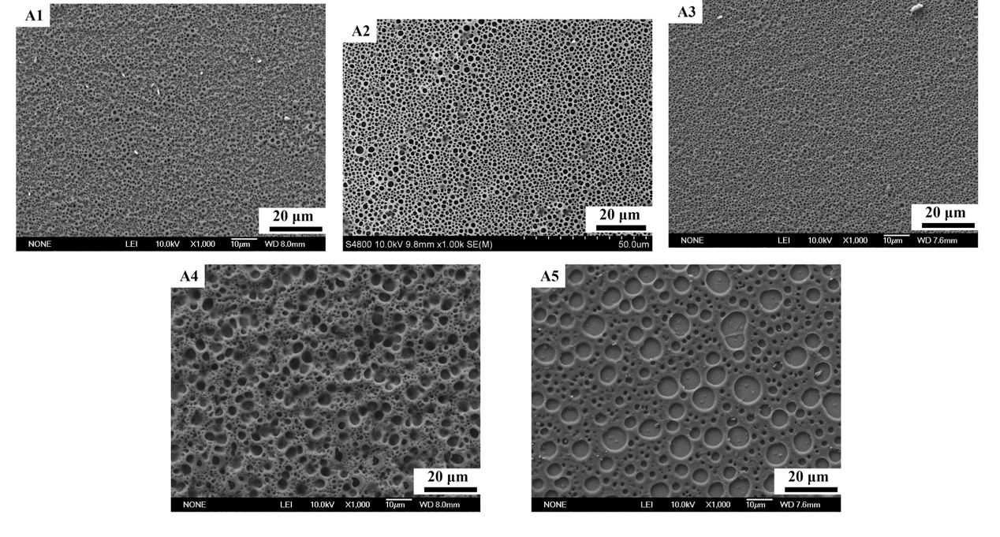 A1
20 μm
NONE LEI 10.0kV X1,000 10μm WD 8.0mm
A2
20 μm
S4800 10.0kV 9.8mm x1.00k SE(M) 50.0um
A3
20 μm
NONE LEI 10.0kV X1,000 10μm WD 7.6mm
A4
20 μm
NONE LEI 10.0kV X1,000 10μm WD 8.0mm
A5
20 μm
NONE LEI 10.0kV X1,000 10μm WD 7.6mm